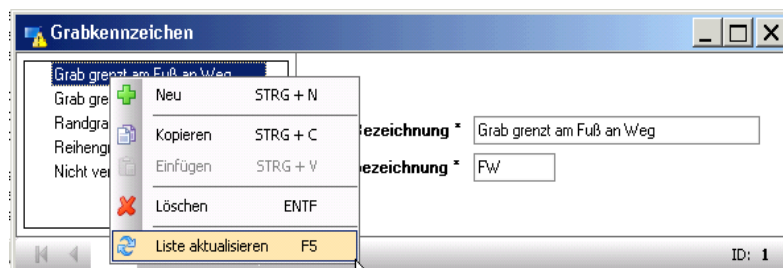 Grabkennzeichen
Grab grenzt am Fuß an Weg
Grab gre
Randgra
Reihengr
Nicht ver
Neu STRG + N
Kopieren STRG + C
Einfügen STRG + V
Löschen ENTF
Liste aktualisieren F5
Bezeichnung * Grab grenzt am Fuß an Weg
bezeichnung * FW
ID: 1